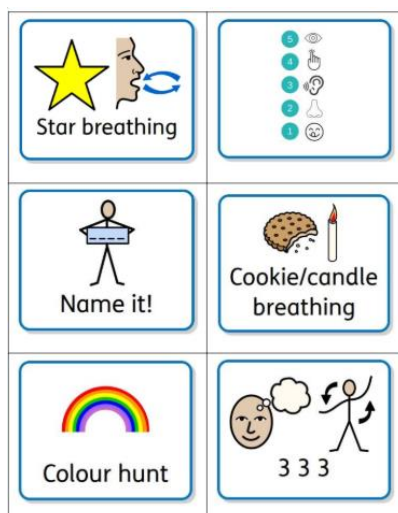 Star breathing
5
4
3
2
1
Name it!
Cookie/candle
breathing
Colour hunt
3 3 3